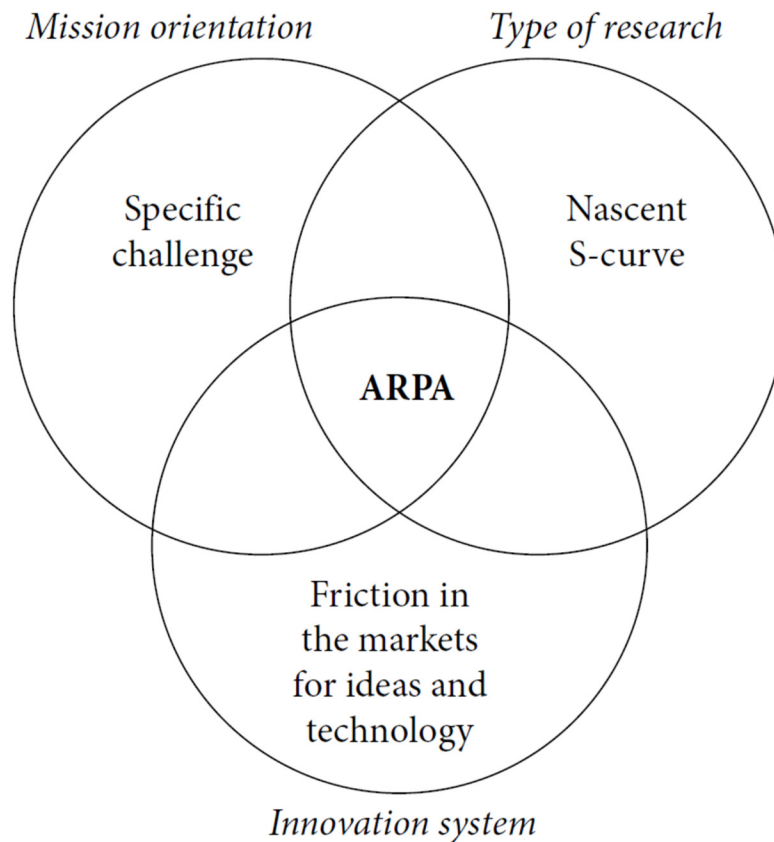 Mission orientation
Type of research
Specific
challenge
Nascent
S-curve
ARPA
Friction in
the markets
for ideas and
technology
Innovation system